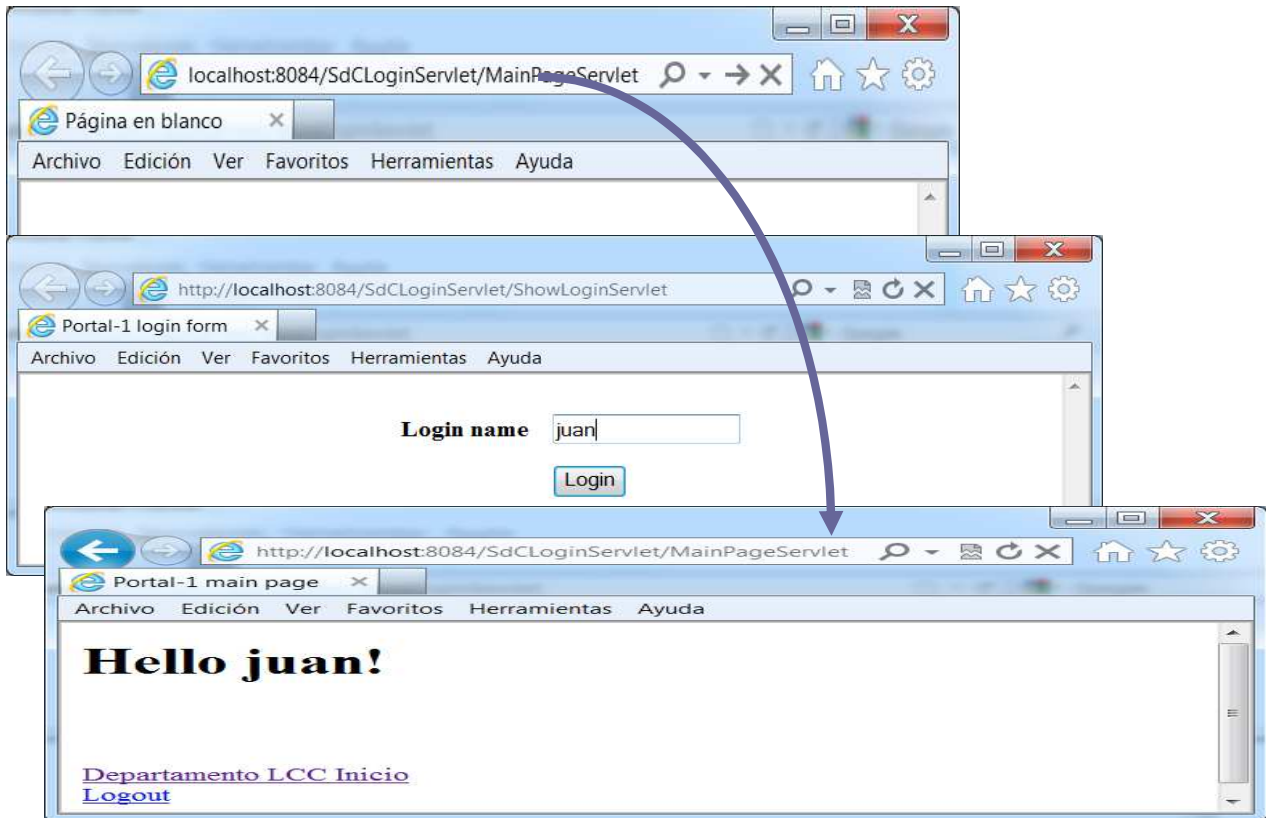 localhost:8084/SdCLoginServlet/MainPageServlet
Página en blanco
Archivo Edición Ver Favoritos Herramientas Ayuda
http://localhost:8084/SdCLoginServlet/ShowLoginServlet
Portal-1 login form
Archivo Edición Ver Favoritos Herramientas Ayuda
Login name juan
Login
http://localhost:8084/SdCLoginServlet/MainPageServlet
Portal-1 main page
Archivo Edición Ver Favoritos Herramientas Ayuda
Hello juan!
Departamento LCC Inicio
Logout